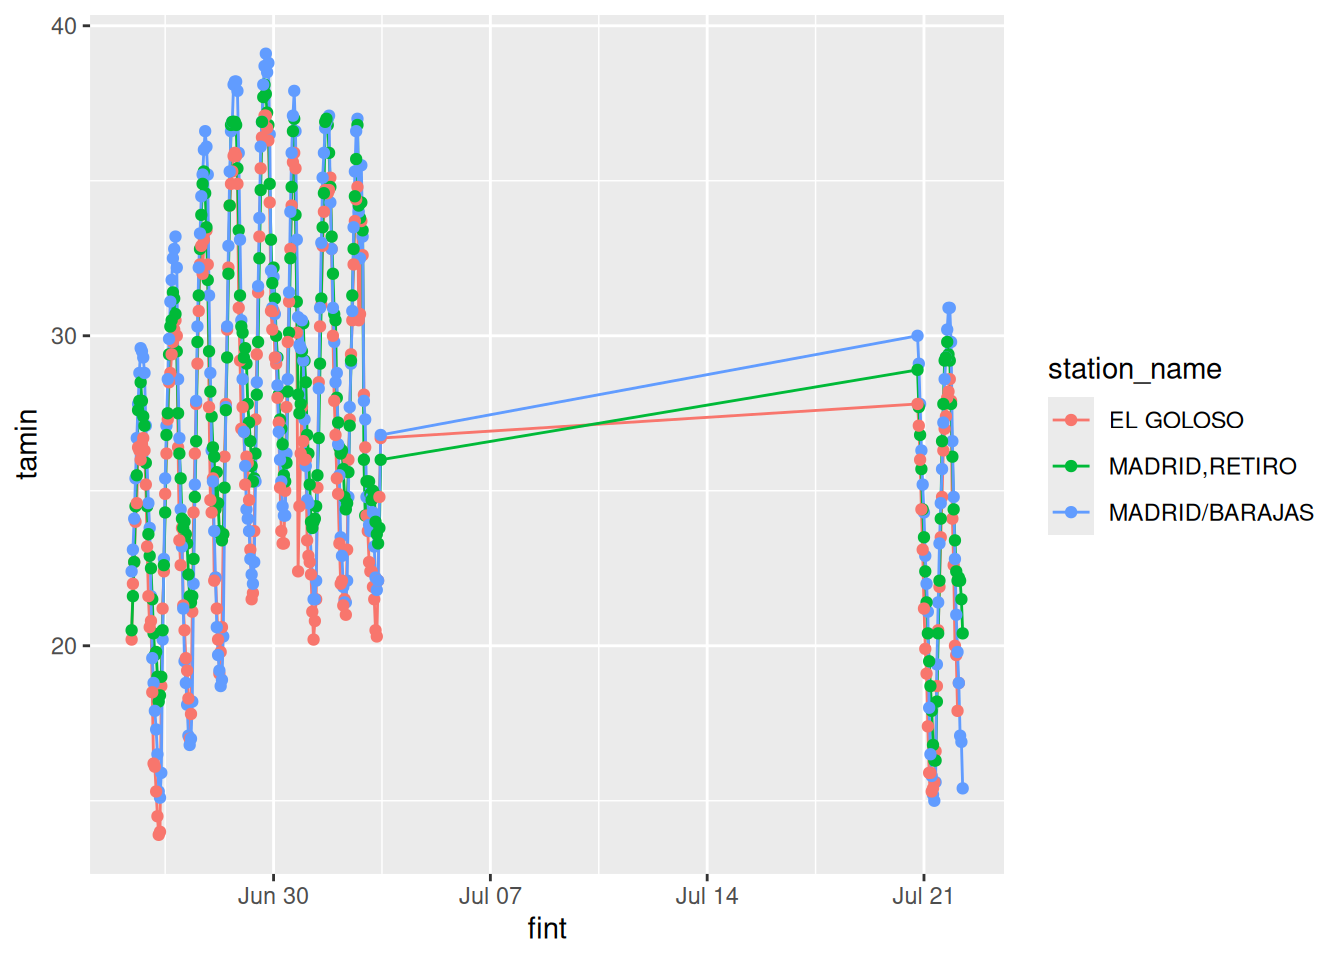 40
30
20
tamin
Jun 30
Jul 07
Jul 14
Jul 21
fint
station_name
EL GOLOSO
MADRID,RETIRO
MADRID/BARAJAS